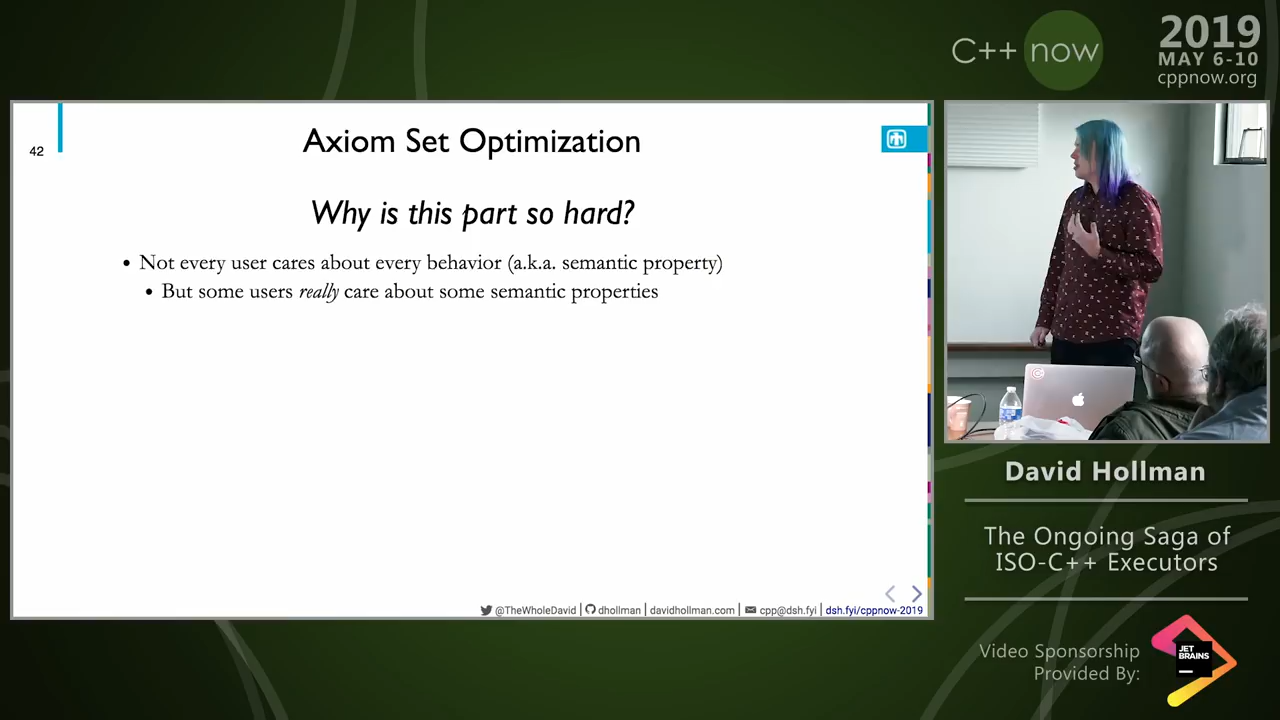 C++ now
2019
MAY 6-10
cppnow.org
42
Axiom Set Optimization
Why is this part so hard?
• Not every user cares about every behavior (a.k.a. semantic property)
• But some users really care about some semantic properties
@TheWholeDavid | dhollman | davidhollman.com | cpp@dsh.fyi | dsh.fyi/cppnow-2019
David Hollman
The Ongoing Saga of
ISO-C++ Executors
Video Sponsorship
Provided By:
JET
BRAINS